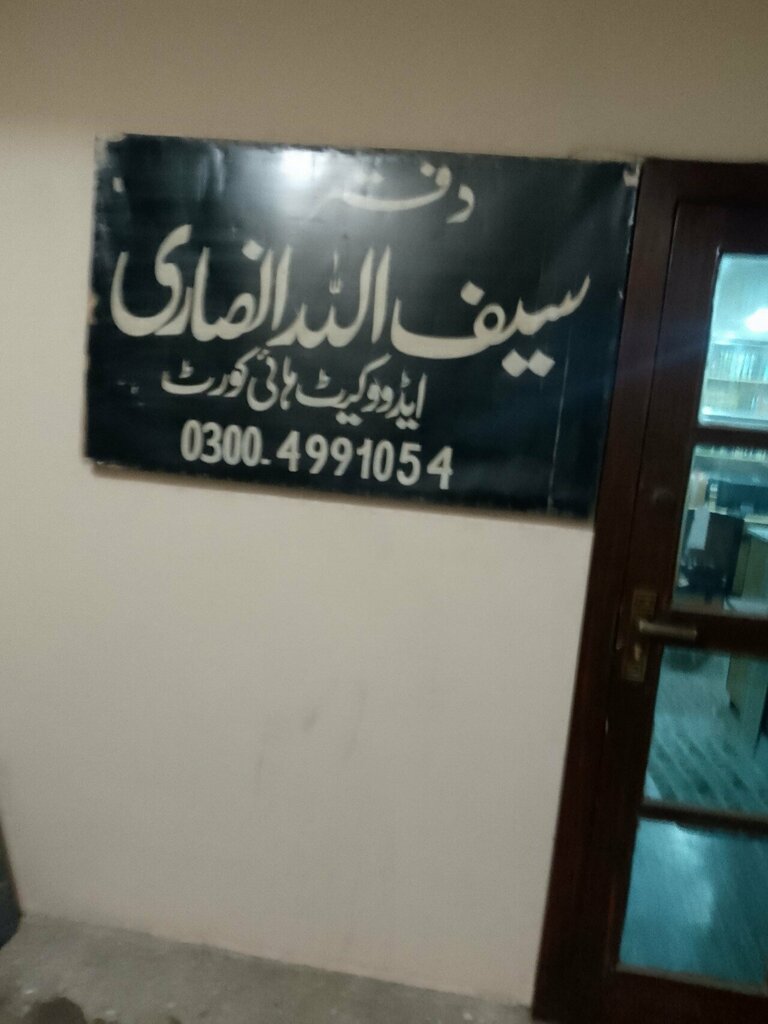 دفتر
سیف اللہ انصاری
ایڈووکیٹ ہائی کورٹ
0300-4991054